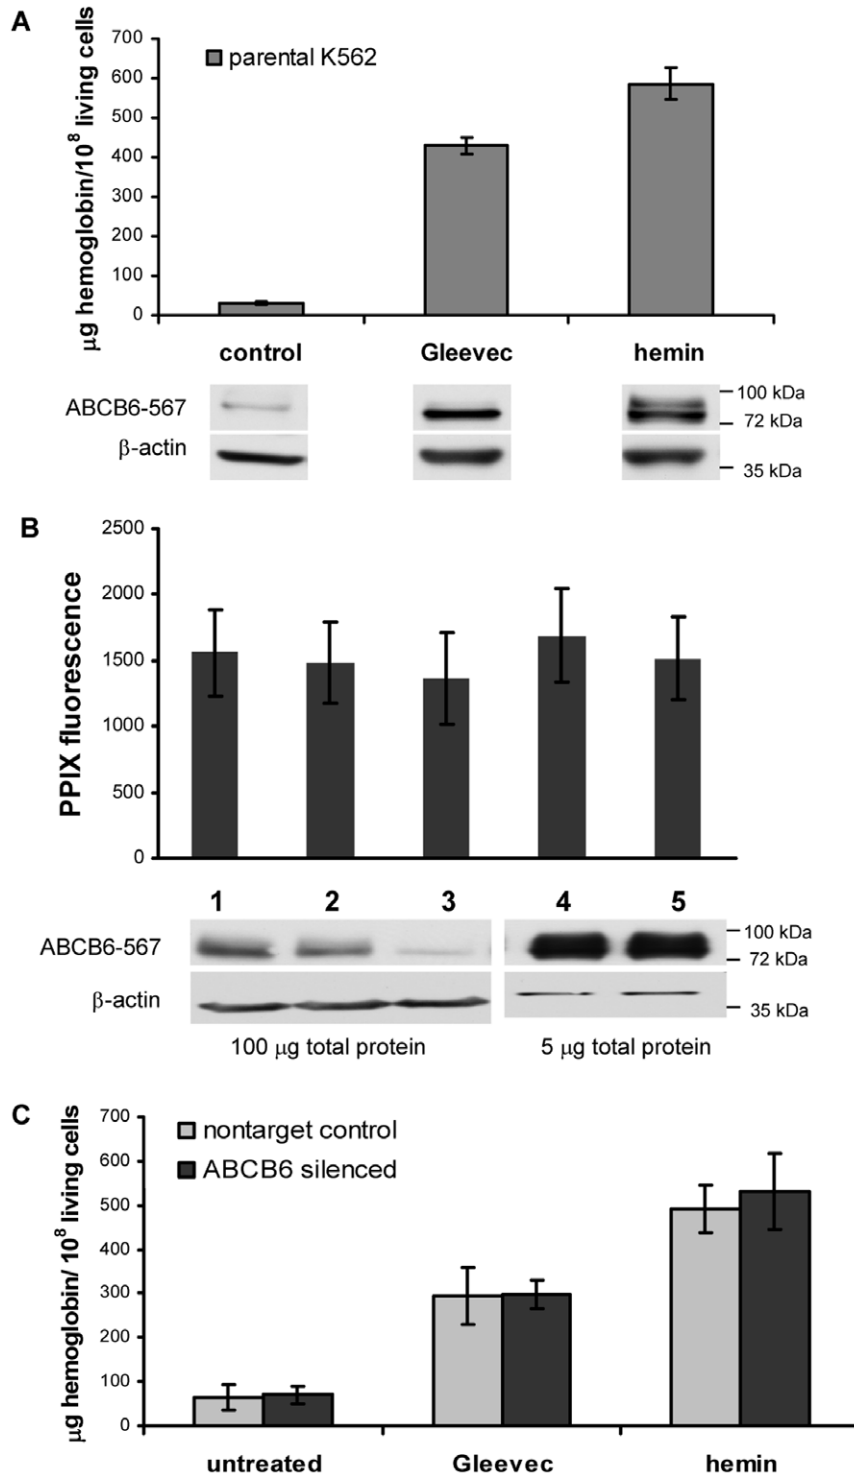 A
µg hemoglobin/10⁸ living cells
700
600
500
400
300
200
100
0
parental K562
control Gleevec hemin
ABCB6-567
β-actin
100 kDa
72 kDa
35 kDa
B
PPIX fluorescence
2500
2000
1500
1000
500
0
1 2 3 4 5
ABCB6-567
β-actin
100 kDa
72 kDa
35 kDa
100 µg total protein 5 µg total protein
C
µg hemoglobin/ 10⁸ living cells
700
600
500
400
300
200
100
0
nontarget control
ABCB6 silenced
untreated Gleevec hemin